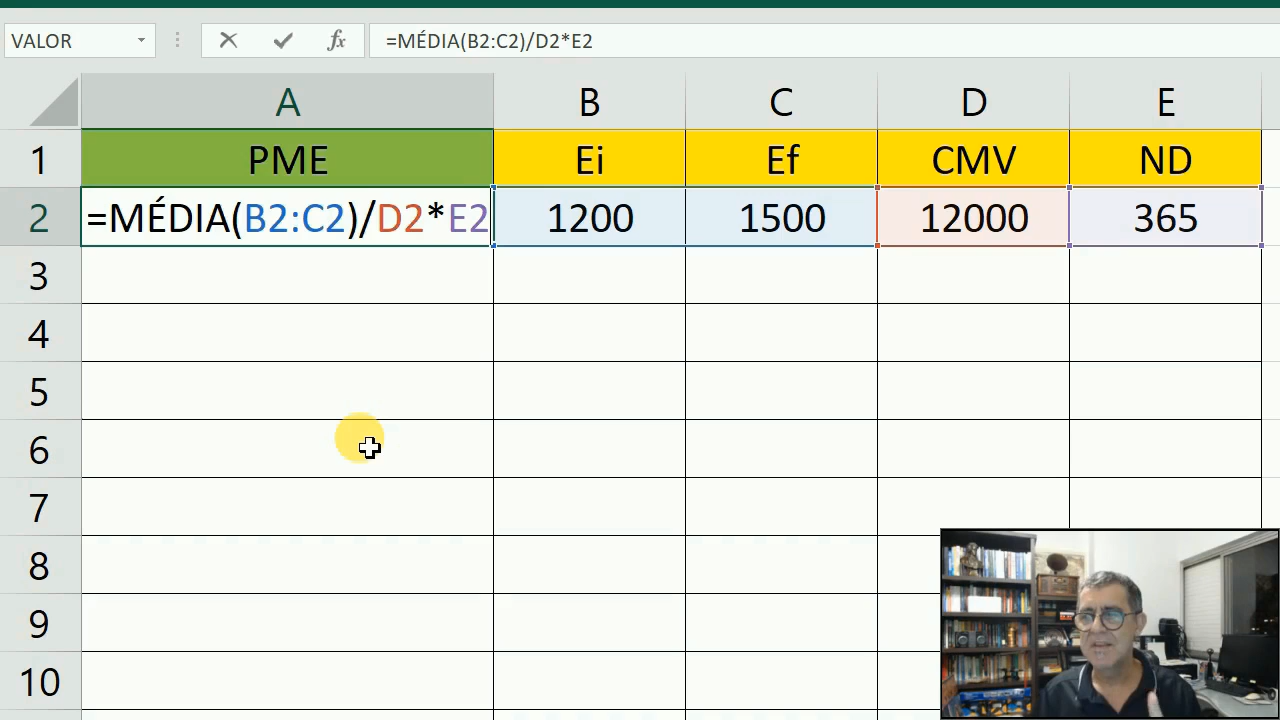 VALOR fx =MÉDIA(B2:C2)/D2*E2
A B C D E
1 PME Ei Ef CMV ND
2 =MÉDIA(B2:C2)/D2*E2 1200 1500 12000 365
3
4
5
6
7
8
9
10